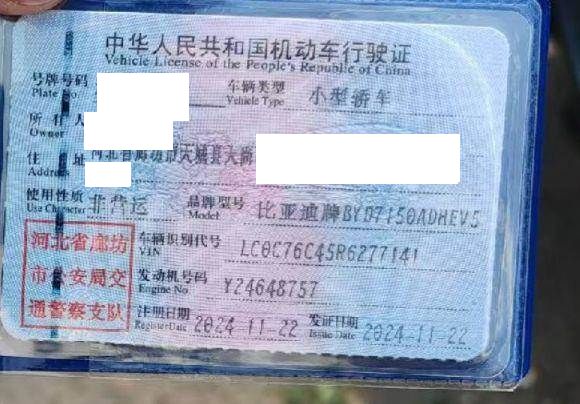 中华人民共和国机动车行驶证
Vehicle License of the People's Republic of China
号牌号码
Plate No.
车辆类型 小型轿车
Vehicle Type
所有人
Owner
住 址 河北省廊坊市大城县大尚
使用性质 非营运 品牌型号 比亚迪牌BYD7150ADHEV5
Use Character Model
河北省廊坊
市公安局交
通警察支队
车辆识别代号 LC0C76C45R6277141
VIN
发动机号码 Y24648757
Engine No.
注册日期 2024-11-22 发证日期 2024-11-22
Register Date Issue Date